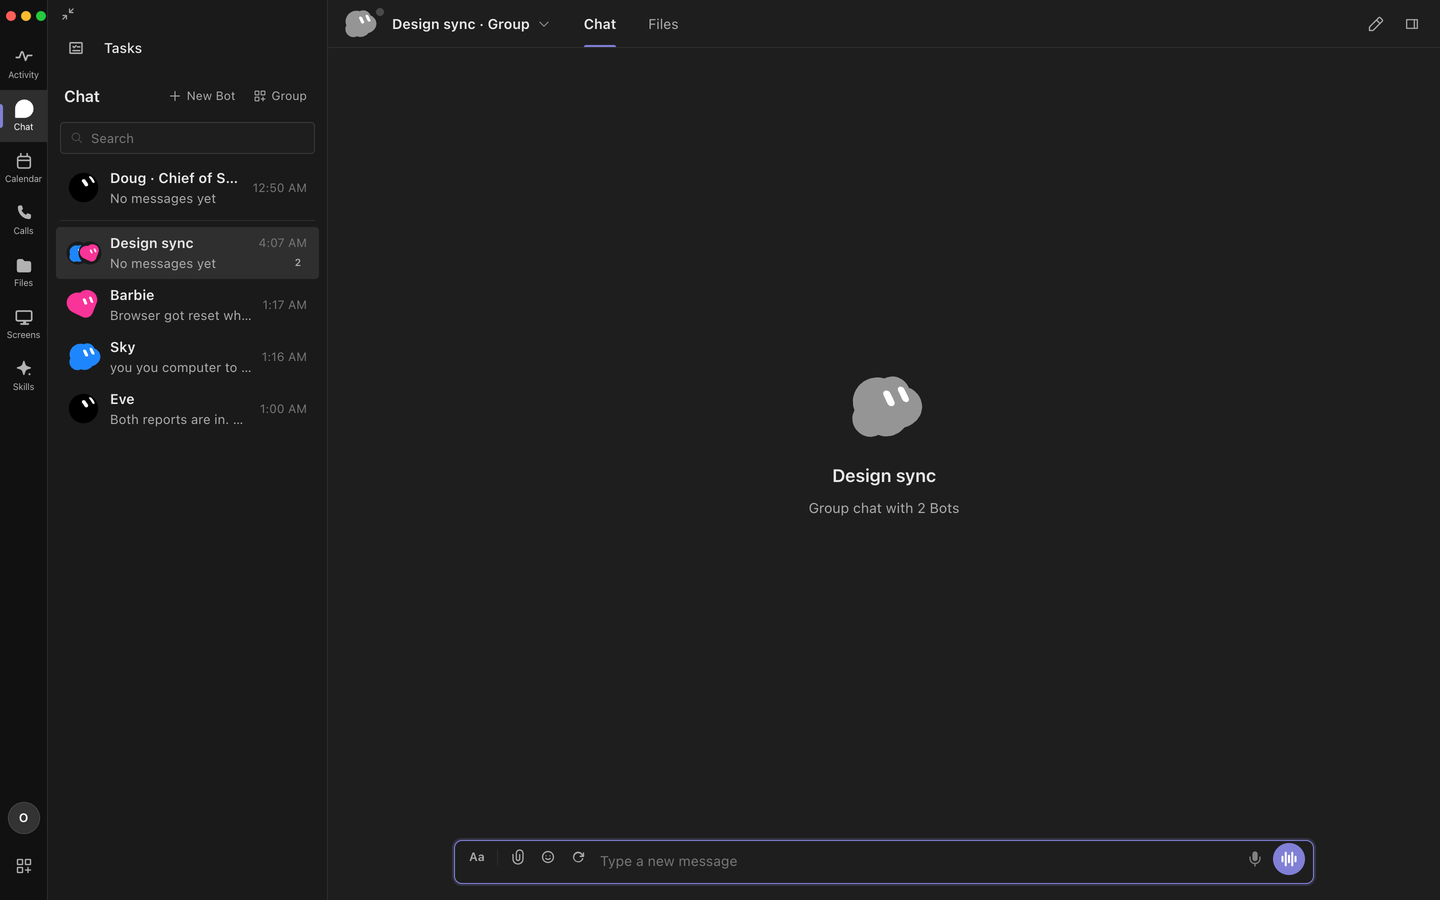 Activity
Chat
Calendar
Calls
Files
Screens
Skills
O
Tasks
Chat
New Bot
Group
Search
Doug · Chief of S...
12:50 AM
No messages yet
Design sync
4:07 AM
No messages yet
2
Barbie
1:17 AM
Browser got reset wh...
Sky
1:16 AM
you you computer to ...
Eve
1:00 AM
Both reports are in. ...
Design sync · Group
Chat
Files
Design sync
Group chat with 2 Bots
Aa
Type a new message